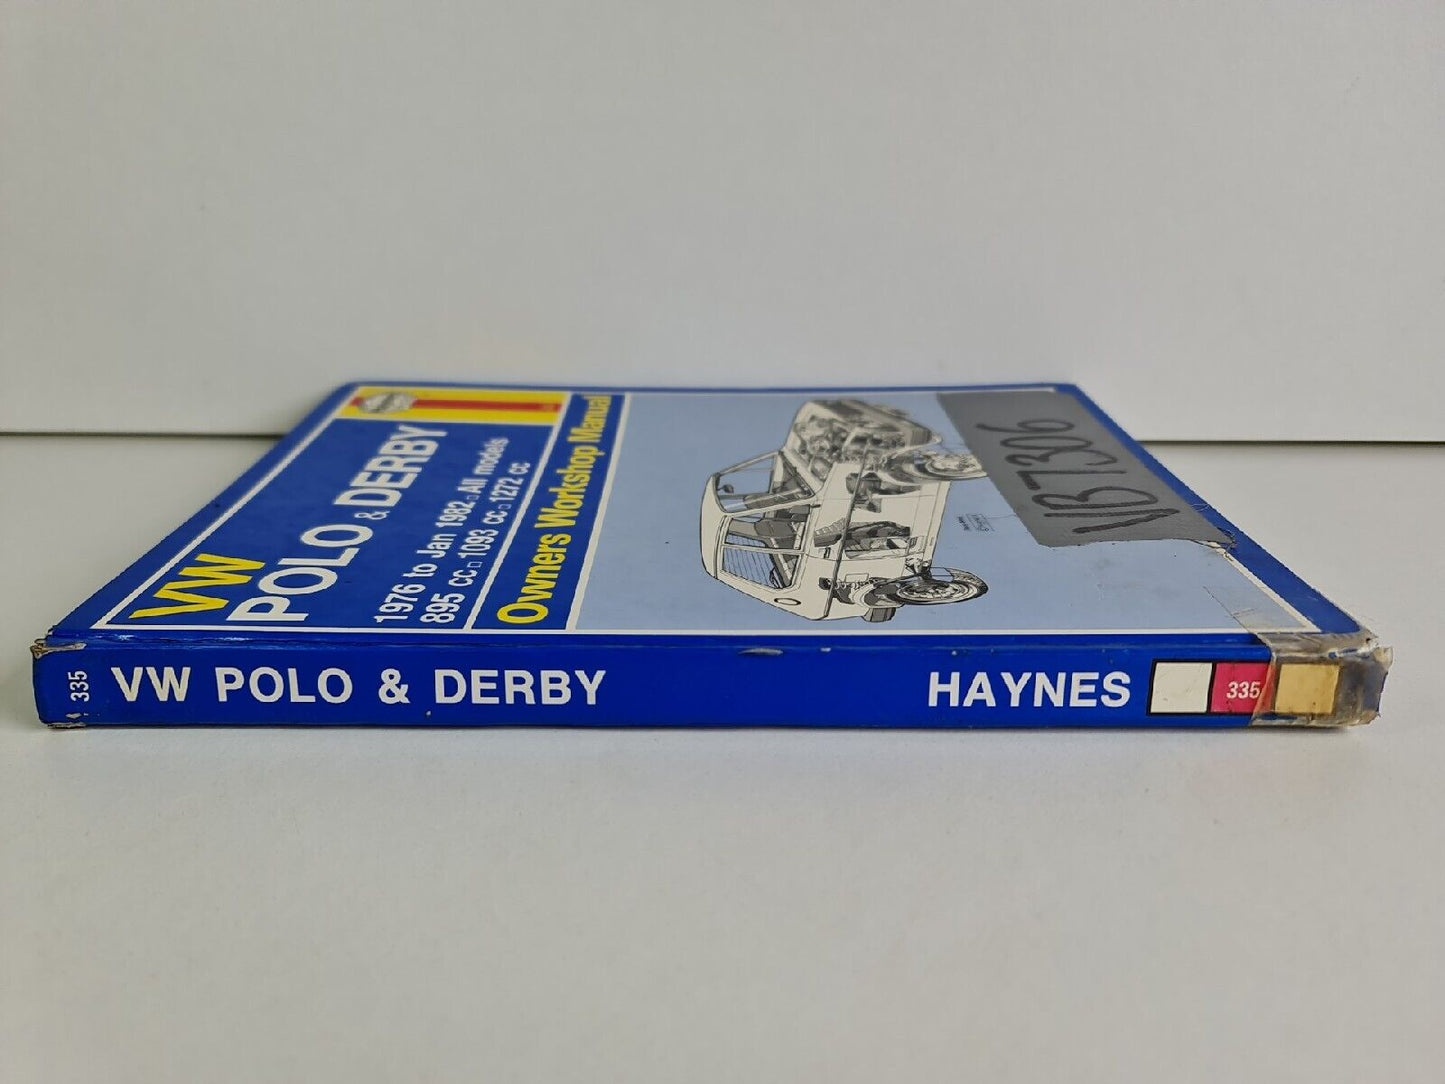 VW
POLO & DERBY
1976 to Jan 1982 □ All models
895 cc □ 1093 cc □ 1272 cc
Owners Workshop Manual
335 VW POLO & DERBY HAYNES 335